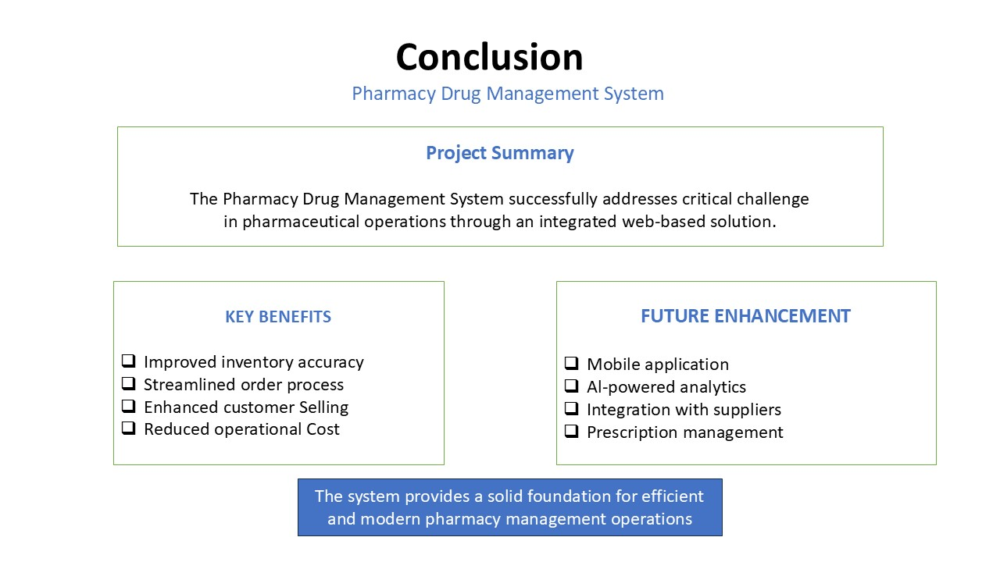 Conclusion
Pharmacy Drug Management System
Project Summary
The Pharmacy Drug Management System successfully addresses critical challenge
in pharmaceutical operations through an integrated web-based solution.
KEY BENEFITS
❑ Improved inventory accuracy
❑ Streamlined order process
❑ Enhanced customer Selling
❑ Reduced operational Cost
FUTURE ENHANCEMENT
❑ Mobile application
❑ Al-powered analytics
❑ Integration with suppliers
❑ Prescription management
The system provides a solid foundation for efficient
and modern pharmacy management operations